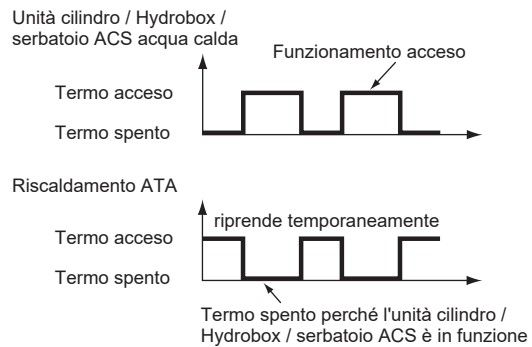 Unità cilindro / Hydrobox /
serbatoio ACS acqua calda
Funzionamento acceso
Termo acceso
Termo spento
Riscaldamento ATA
riprende temporaneamente
Termo acceso
Termo spento
Termo spento perché l'unità cilindro /
Hydrobox / serbatoio ACS è in funzione